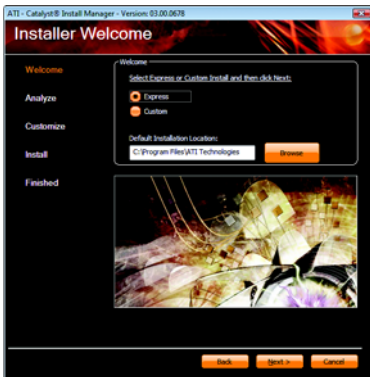 ATI - Catalyst® Install Manager - Version: 03.00.0678
Installer Welcome
Welcome
Analyze
Customize
Install
Finished
Welcome
Select Express or Custom Install and then click Next:
Express
Custom
Default Installation Location:
C:\Program Files\ATI Technologies
Browse
Back
Next >
Cancel